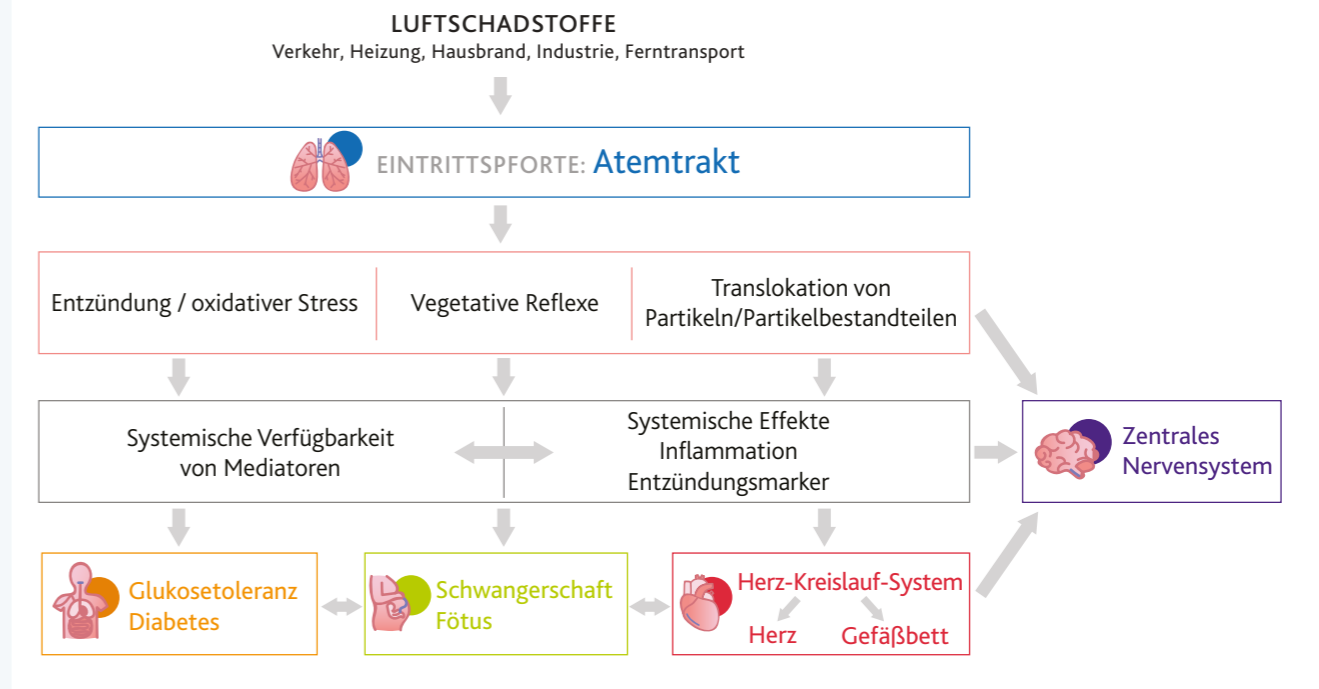 LUFTSCHADSTOFFE
Verkehr, Heizung, Hausbrand, Industrie, Ferntransport
EINTRITTSPFORTE: Atemtrakt
Entzündung / oxidativer Stress
Vegetative Reflexe
Translokation von
Partikeln/Partikelbestandteilen
Systemische Verfügbarkeit
von Mediatoren
Systemische Effekte
Inflammation
Entzündungsmarker
Zentrales
Nervensystem
Glukosetoleranz
Diabetes
Schwangerschaft
Fötus
Herz-Kreislauf-System
Herz
Gefäßbett